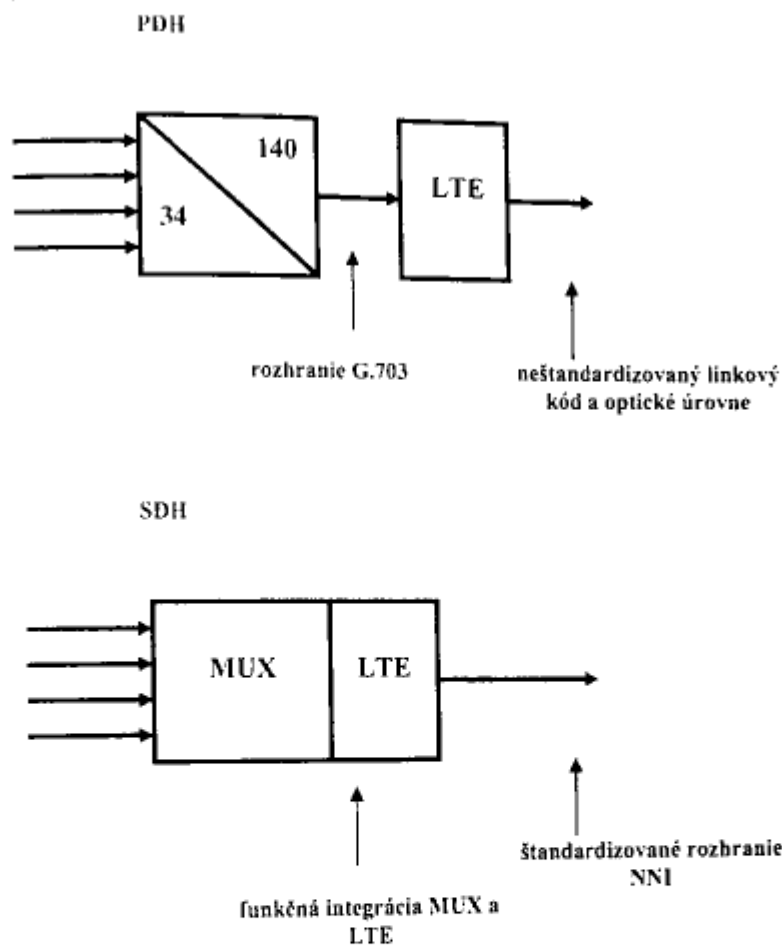 PDH
140
34
LTE
rozhranie G.703
neštandardizovaný linkový
kód a optické úrovne
SDH
MUX
LTE
štandardizované rozhranie
NNI
funkčná integrácia MUX a
LTE